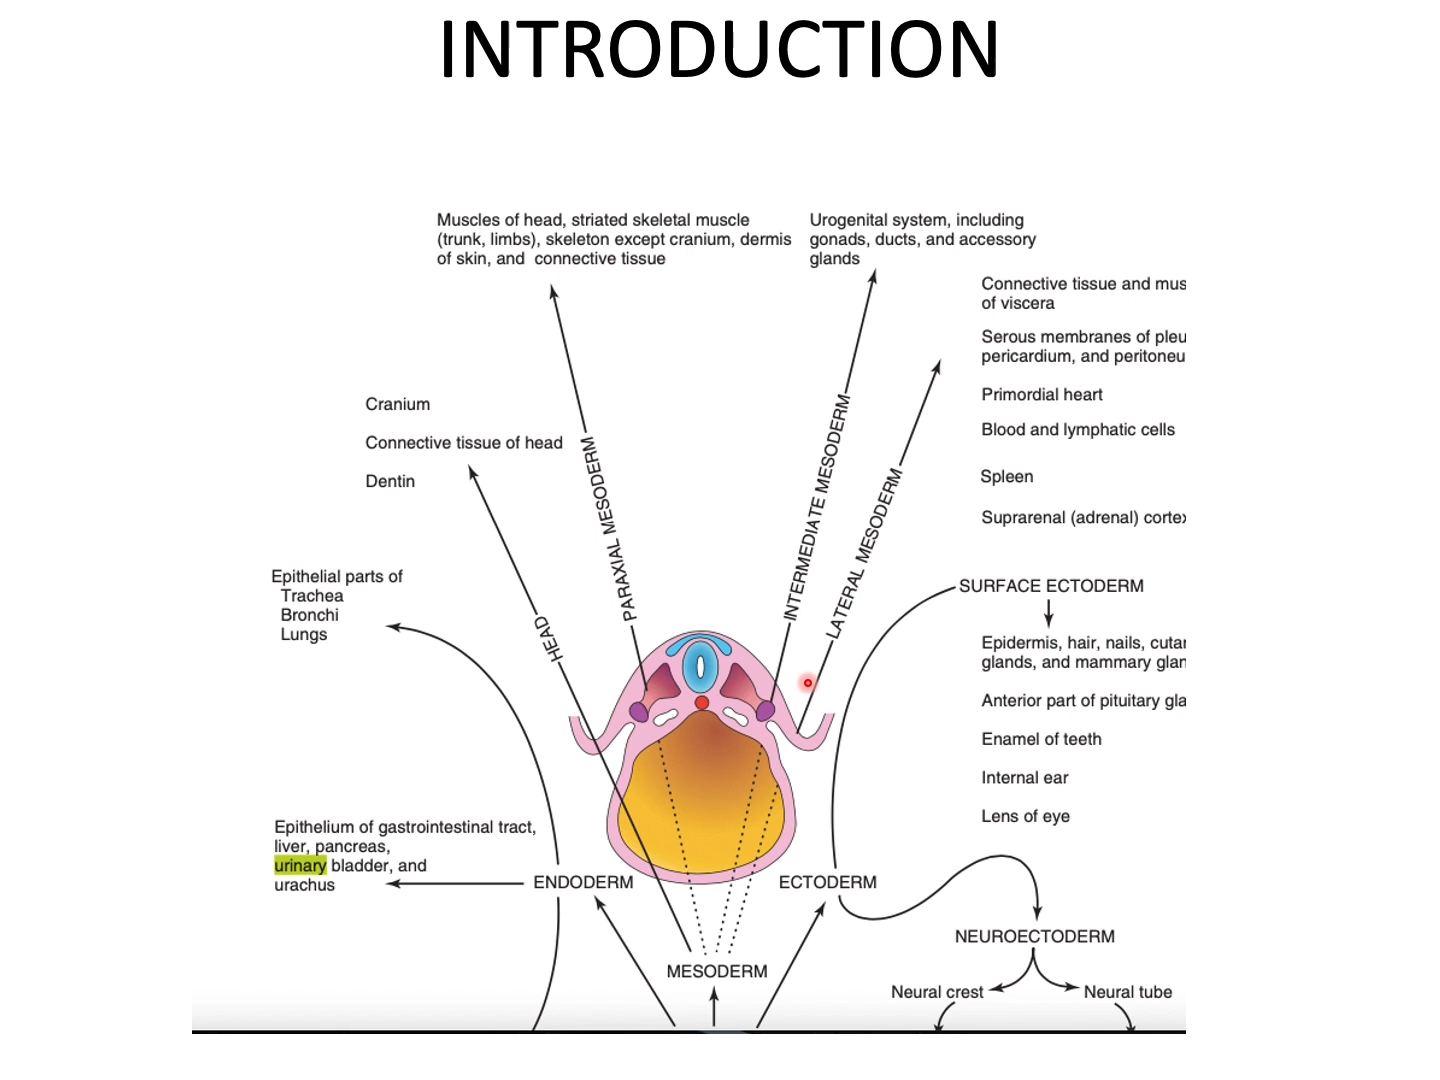 INTRODUCTION
Muscles of head, striated skeletal muscle
(trunk, limbs), skeleton except cranium, dermis
of skin, and connective tissue
Urogenital system, including
gonads, ducts, and accessory
glands
Connective tissue and mus
of viscera
Serous membranes of pleu
pericardium, and peritoneu
Primordial heart
Blood and lymphatic cells
Spleen
Suprarenal (adrenal) cortex
Cranium
Connective tissue of head
Dentin
HEAD
PARAXIAL MESODERM
INTERMEDIATE MESODERM
LATERAL MESODERM
Epithelial parts of
Trachea
Bronchi
Lungs
SURFACE ECTODERM
Epidermis, hair, nails, cutan
glands, and mammary glan
Anterior part of pituitary gla
Enamel of teeth
Internal ear
Lens of eye
Epithelium of gastrointestinal tract,
liver, pancreas,
urinary bladder, and
urachus
ENDODERM
ECTODERM
MESODERM
NEUROECTODERM
Neural crest
Neural tube